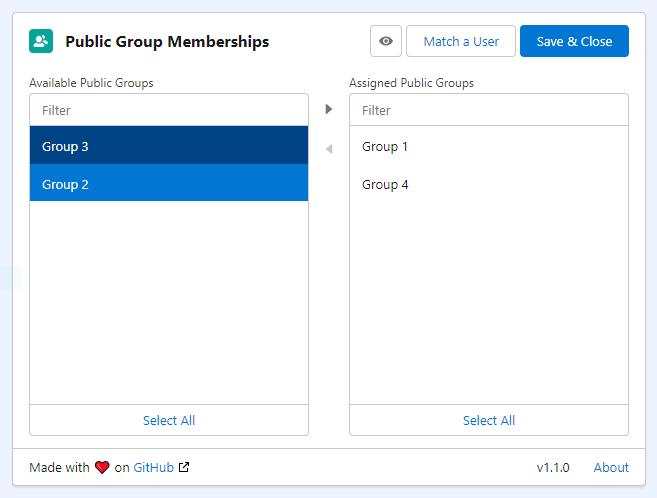 Public Group Memberships
Match a User
Save & Close
Available Public Groups
Filter
Group 3
Group 2
Select All
Assigned Public Groups
Filter
Group 1
Group 4
Select All
Made with ❤ on GitHub
v1.1.0
About